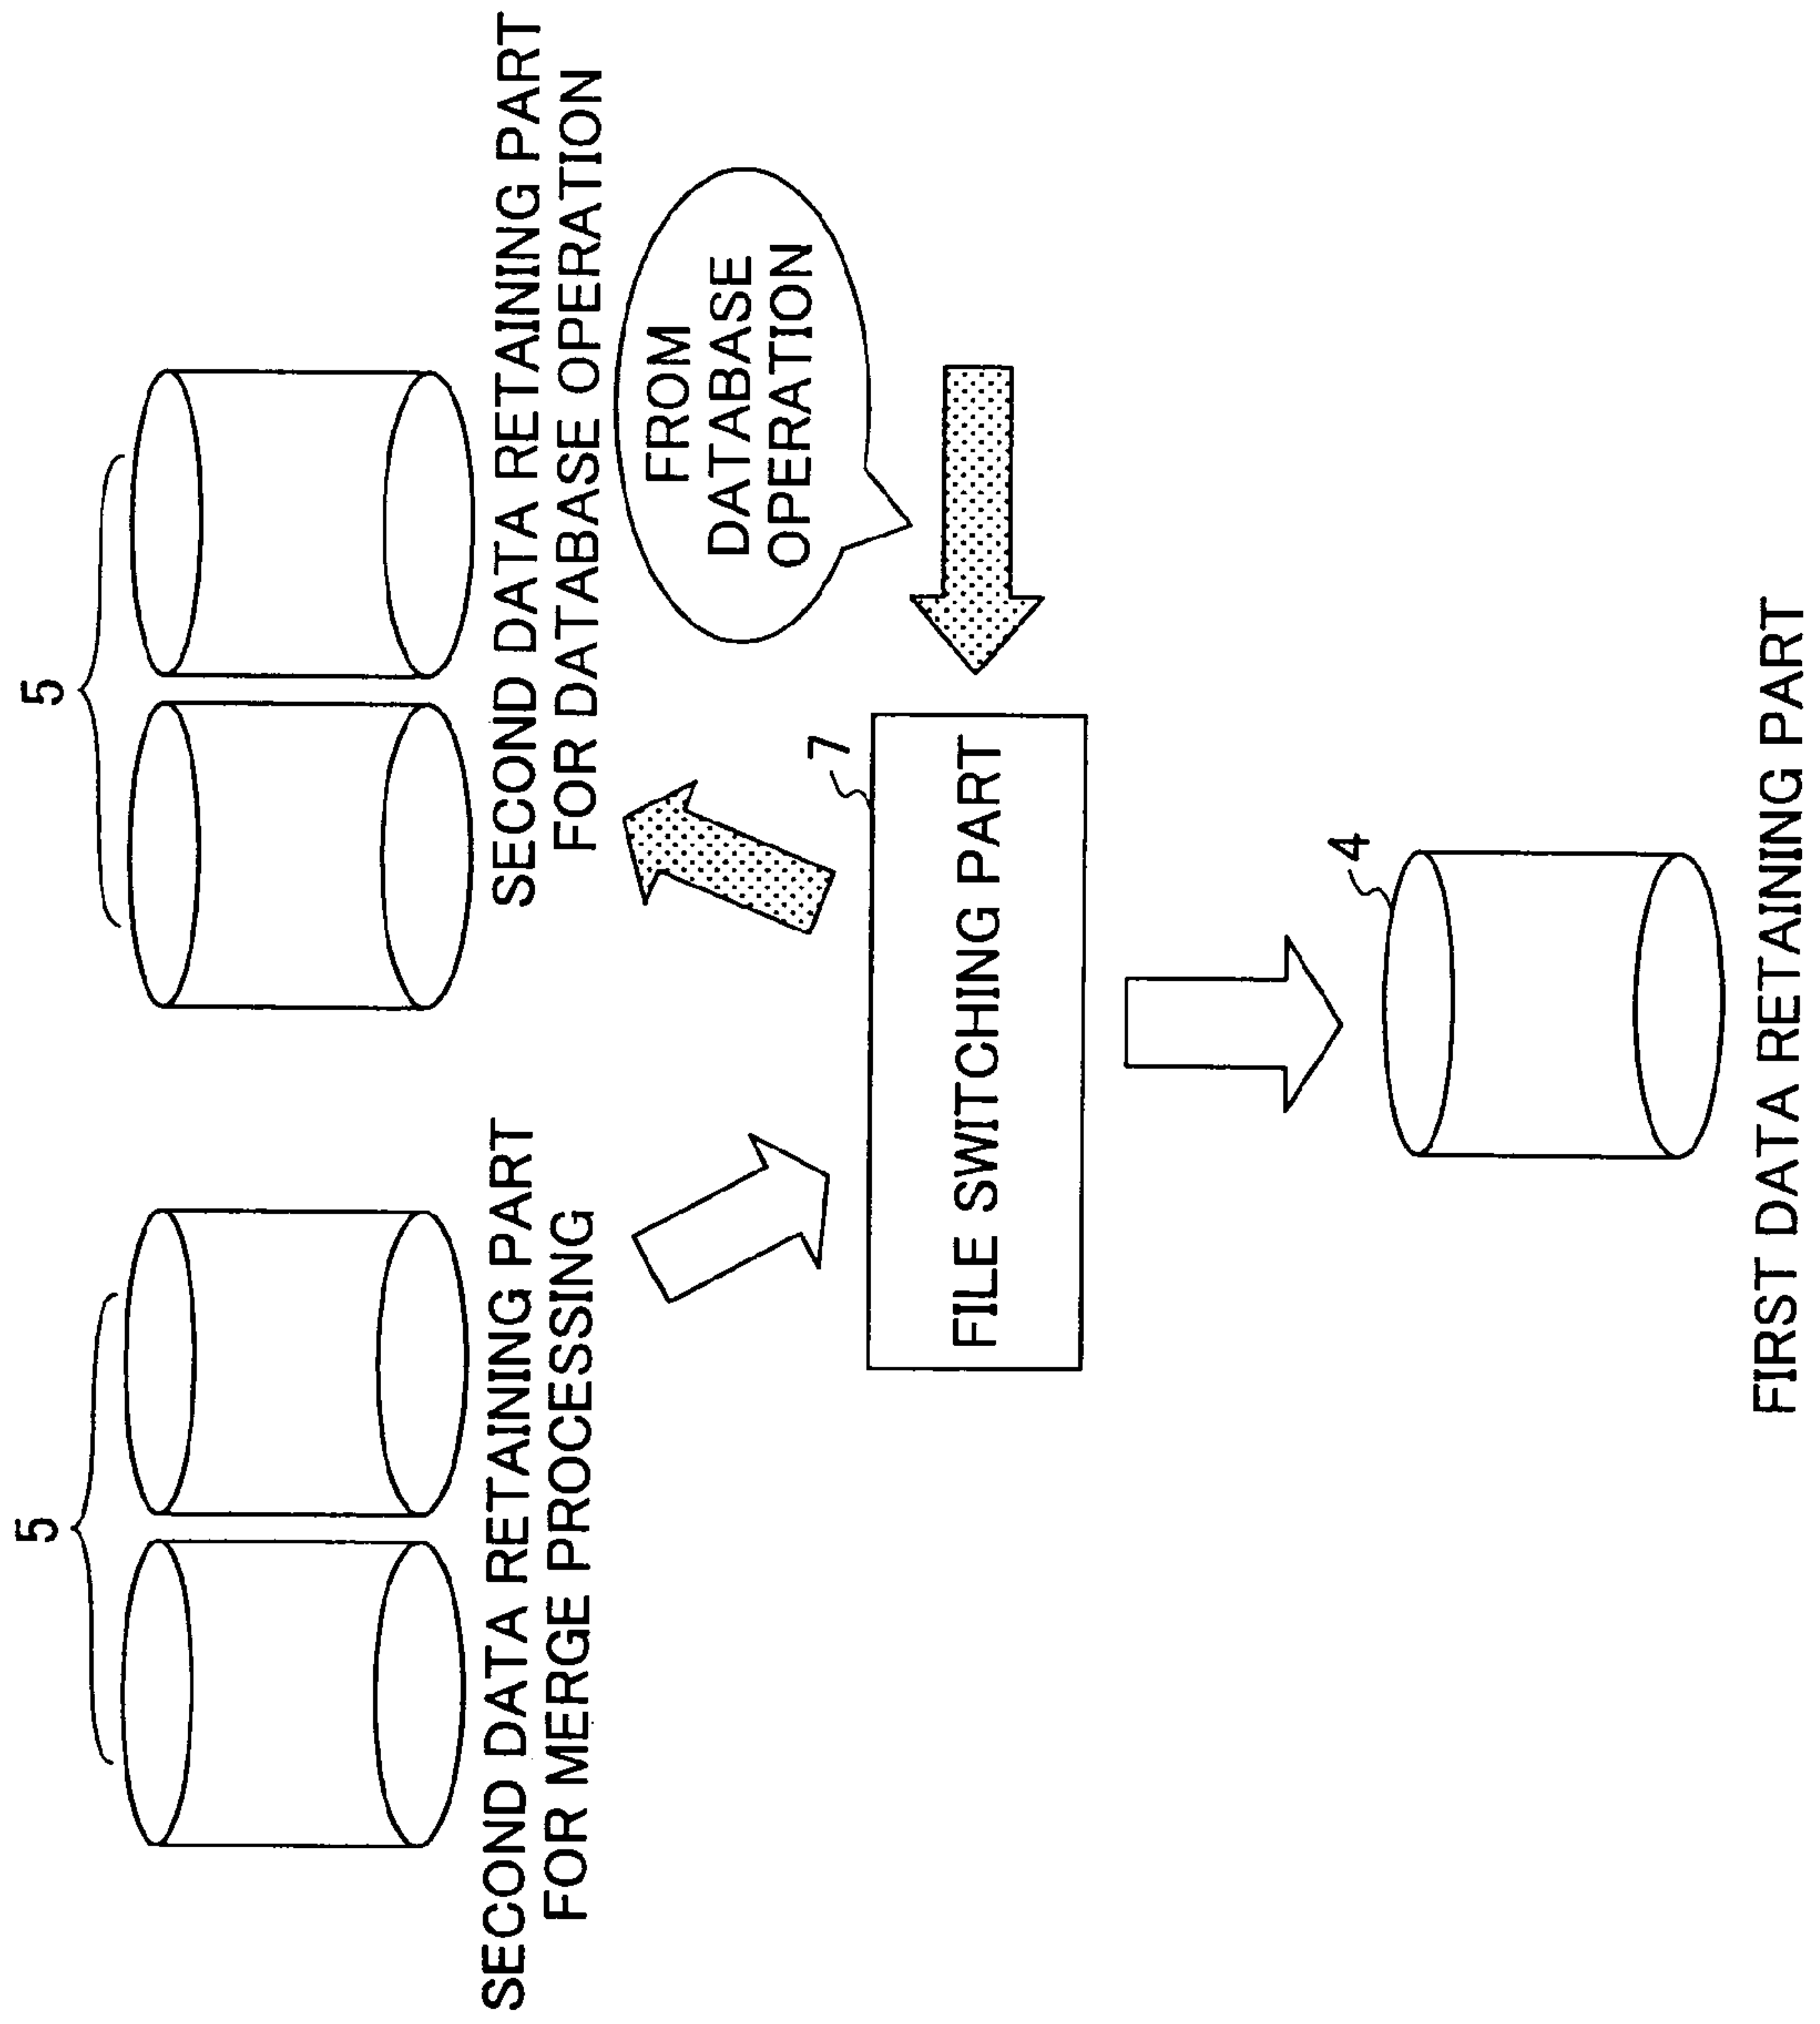 5
5
SECOND DATA RETAINING PART
FOR MERGE PROCESSING
SECOND DATA RETAINING PART
FOR DATABASE OPERATION
FROM
DATABASE
OPERATION
7
FILE SWITCHING PART
4
FIRST DATA RETAINING PART